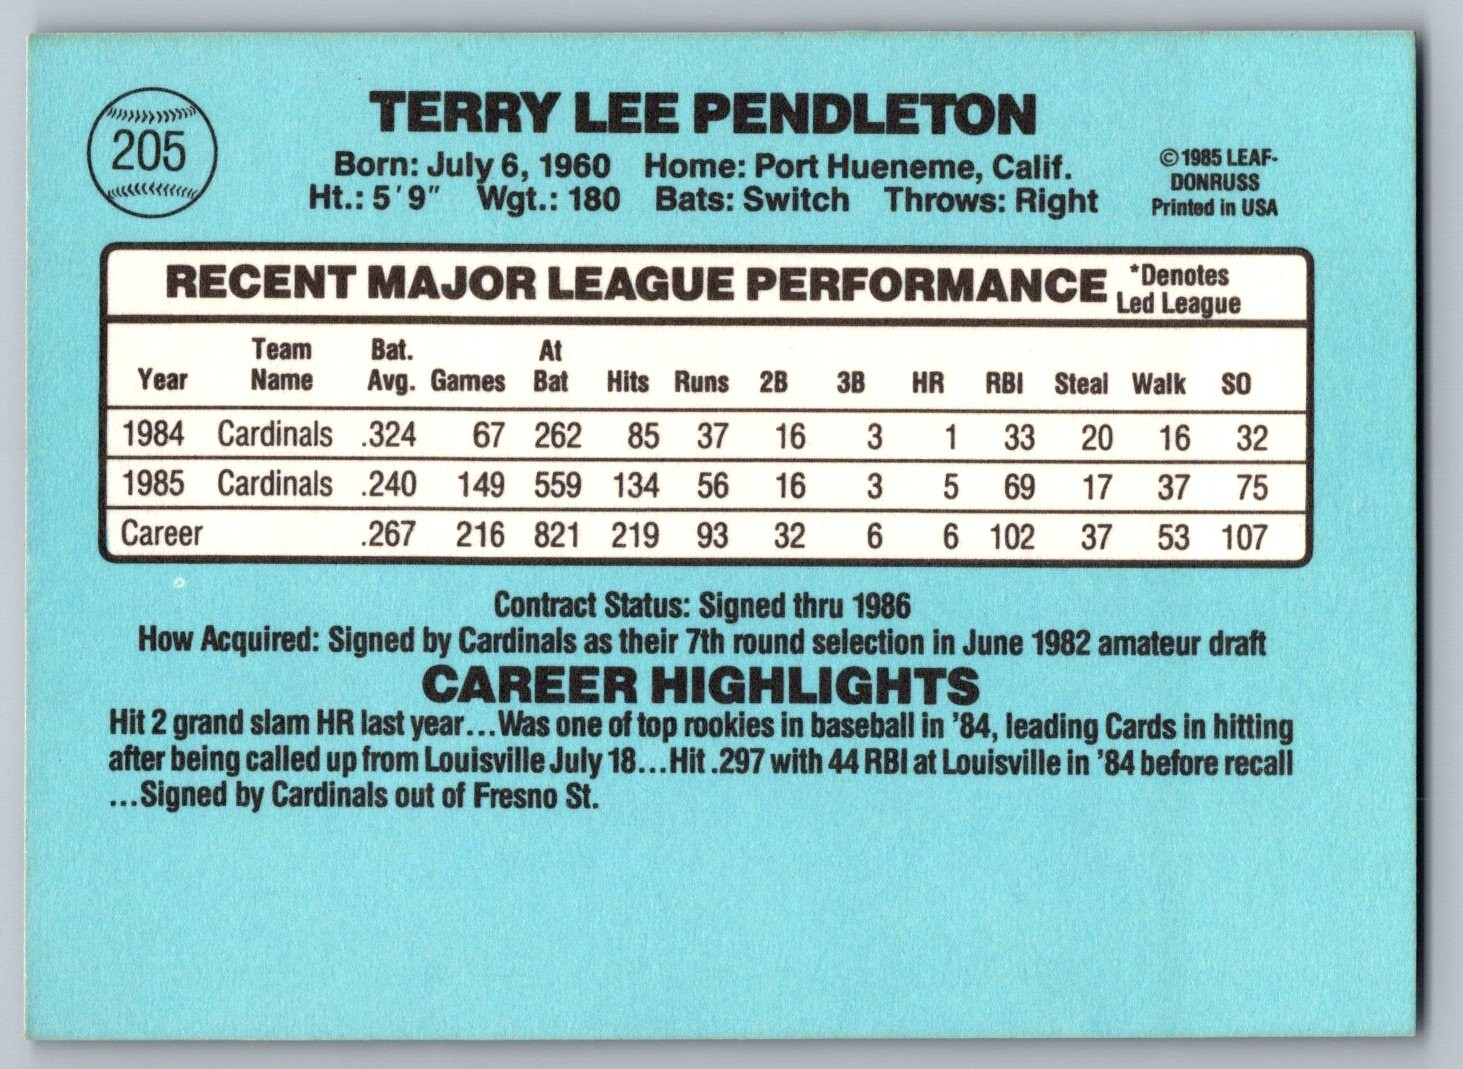 205
TERRY LEE PENDLETON
Born: July 6, 1960 Home: Port Hueneme, Calif.
Ht.: 5'9" Wgt.: 180 Bats: Switch Throws: Right
©1985 LEAF-
DONRUSS
Printed in USA
RECENT MAJOR LEAGUE PERFORMANCE *Denotes
Led League
Year Team Name Bat. Avg. Games At Bat Hits Runs 2B 3B HR RBI Steal Walk SO
1984 Cardinals .324 67 262 85 37 16 3 1 33 20 16 32
1985 Cardinals .240 149 559 134 56 16 3 5 69 17 37 75
Career .267 216 821 219 93 32 6 6 102 37 53 107
Contract Status: Signed thru 1986
How Acquired: Signed by Cardinals as their 7th round selection in June 1982 amateur draft
CAREER HIGHLIGHTS
Hit 2 grand slam HR last year...Was one of top rookies in baseball in '84, leading Cards in hitting
after being called up from Louisville July 18...Hit .297 with 44 RBI at Louisville in '84 before recall
...Signed by Cardinals out of Fresno St.